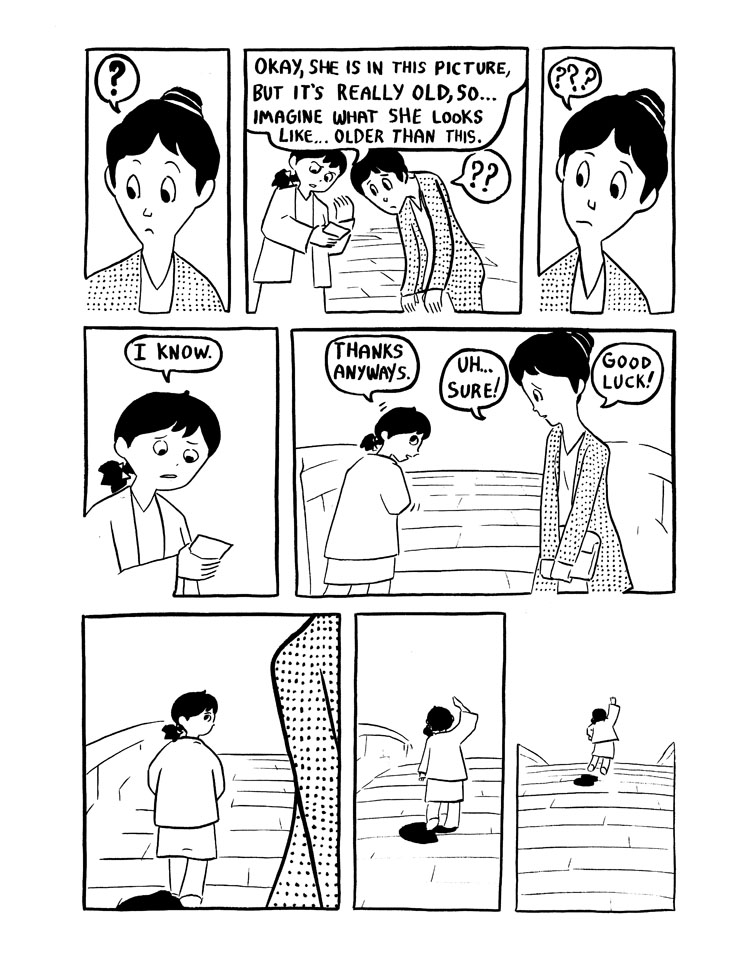 ?
OKAY, SHE IS IN THIS PICTURE,
BUT IT'S REALLY OLD, SO...
IMAGINE WHAT SHE LOOKS
LIKE... OLDER THAN THIS.
??
???
I KNOW.
THANKS
ANYWAYS.
UH...
SURE!
GOOD
LUCK!